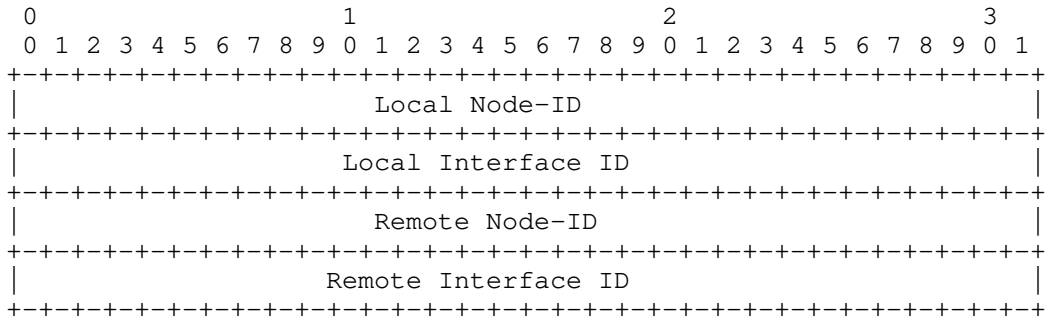 0                   1                   2                   3
 0 1 2 3 4 5 6 7 8 9 0 1 2 3 4 5 6 7 8 9 0 1 2 3 4 5 6 7 8 9 0 1
+-+-+-+-+-+-+-+-+-+-+-+-+-+-+-+-+-+-+-+-+-+-+-+-+-+-+-+-+-+-+-+-+
|                      Local Node-ID                            |
+-+-+-+-+-+-+-+-+-+-+-+-+-+-+-+-+-+-+-+-+-+-+-+-+-+-+-+-+-+-+-+-+
|                    Local Interface ID                         |
+-+-+-+-+-+-+-+-+-+-+-+-+-+-+-+-+-+-+-+-+-+-+-+-+-+-+-+-+-+-+-+-+
|                      Remote Node-ID                           |
+-+-+-+-+-+-+-+-+-+-+-+-+-+-+-+-+-+-+-+-+-+-+-+-+-+-+-+-+-+-+-+-+
|                   Remote Interface ID                         |
+-+-+-+-+-+-+-+-+-+-+-+-+-+-+-+-+-+-+-+-+-+-+-+-+-+-+-+-+-+-+-+-+